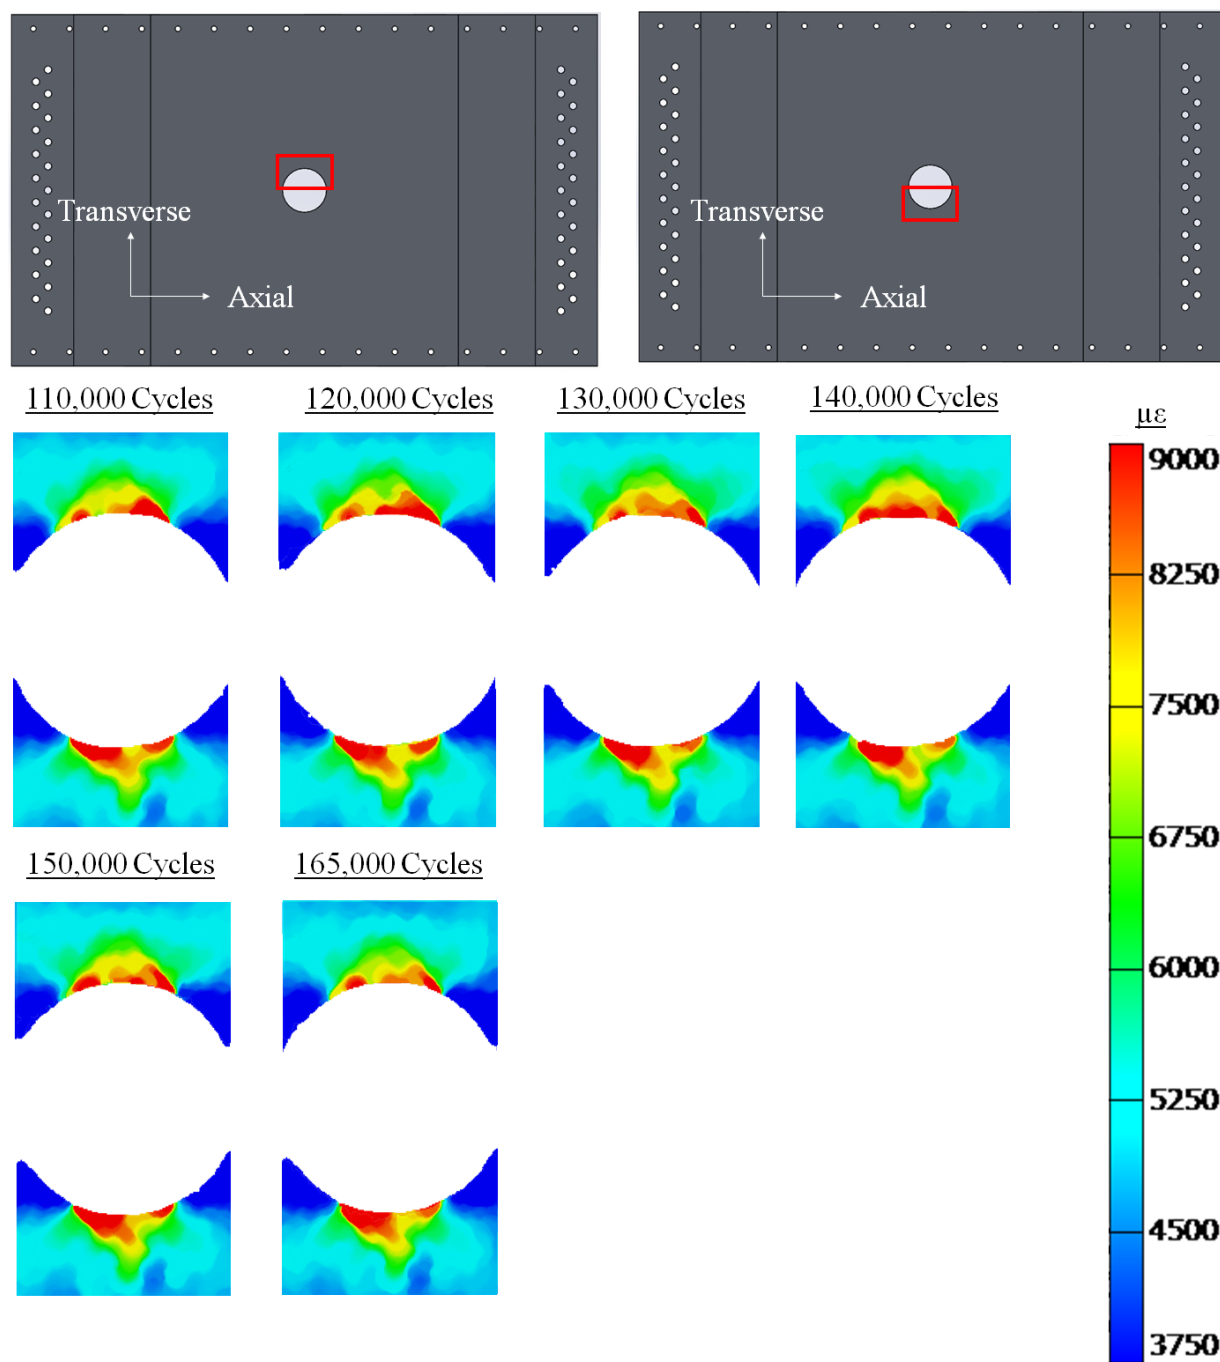 Transverse
Axial
Transverse
Axial
110,000 Cycles
120,000 Cycles
130,000 Cycles
140,000 Cycles
με
9000
8250
7500
6750
6000
5250
4500
3750
150,000 Cycles
165,000 Cycles